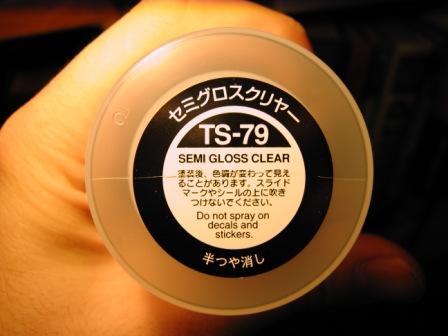 セミグロスクリヤー
TS-79
SEMI GLOSS CLEAR
塗装後、色調が変わって見え
ることがあります。スライド
マークやシールの上に吹き
つけないでください。
Do not spray on
decals and
stickers.
半つや消し